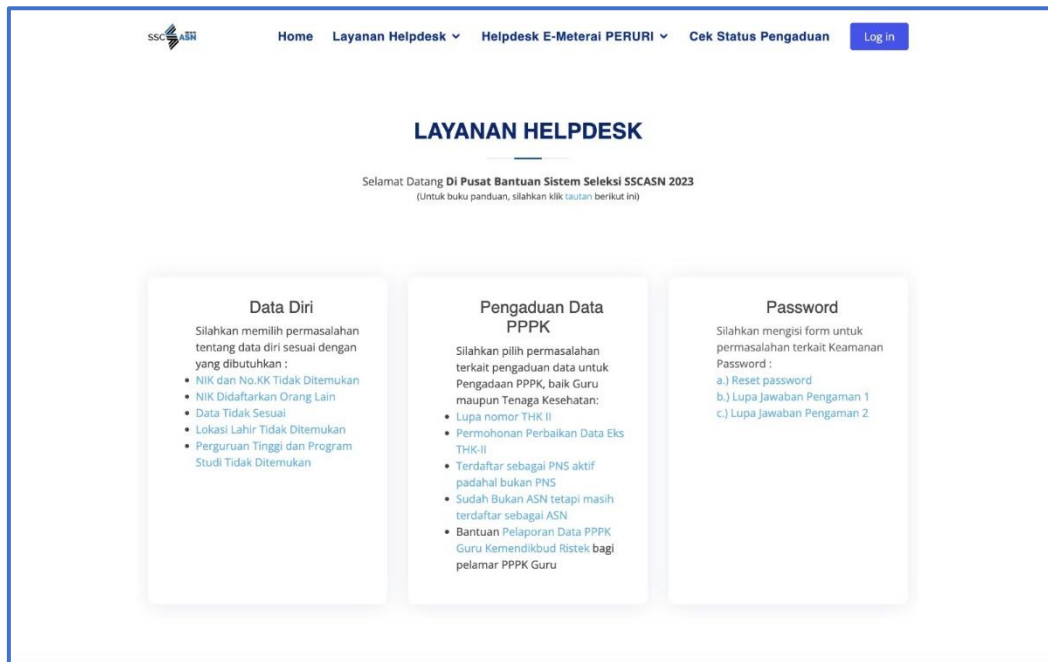 SSCASN
Home Layanan Helpdesk Helpdesk E-Meterai PERURI Cek Status Pengaduan Log in
LAYANAN HELPDESK
Selamat Datang Di Pusat Bantuan Sistem Seleksi SSCASN 2023
(Untuk buku panduan, silahkan klik tautan berikut ini)
Data Diri
Silahkan memilih permasalahan
tentang data diri sesuai dengan
yang dibutuhkan :
• NIK dan No.KK Tidak Ditemukan
• NIK Didaftarkan Orang Lain
• Data Tidak Sesuai
• Lokasi Lahir Tidak Ditemukan
• Perguruan Tinggi dan Program
Studi Tidak Ditemukan
Pengaduan Data
PPPK
Silahkan pilih permasalahan
terkait pengaduan data untuk
Pengadaan PPPK, baik Guru
maupun Tenaga Kesehatan:
• Lupa nomor THK II
• Permohonan Perbaikan Data Eks
THK-II
• Terdaftar sebagai PNS aktif
padahal bukan PNS
• Sudah Bukan ASN tetapi masih
terdaftar sebagai ASN
• Bantuan Pelaporan Data PPPK
Guru Kemendikbud Ristek bagi
pelamar PPPK Guru
Password
Silahkan mengisi form untuk
permasalahan terkait Keamanan
Password :
a.) Reset password
b.) Lupa Jawaban Pengaman 1
c.) Lupa Jawaban Pengaman 2